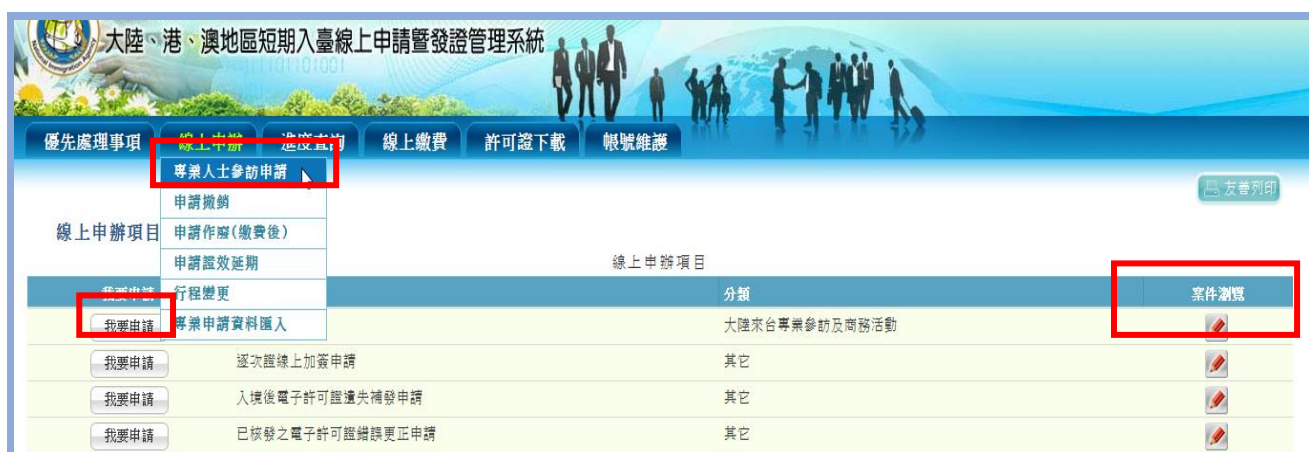 大陸、港、澳地區短期入臺線上申請暨發證管理系統
優先處理事項 線上申辦 進度查詢 線上繳費 許可證下載 帳號維護
專業人士參訪申請
友善列印
申請撤銷
線上申辦項目 申請作廢(繳費後)
申請證效延期 線上申辦項目
我要申請 行程變更 分類 案件瀏覽
我要申請 專業申請資料匯入 大陸來台專業參訪及商務活動
我要申請 逐次證線上加簽申請 其它
我要申請 入境後電子許可證遺失補發申請 其它
我要申請 已核發之電子許可證錯誤更正申請 其它